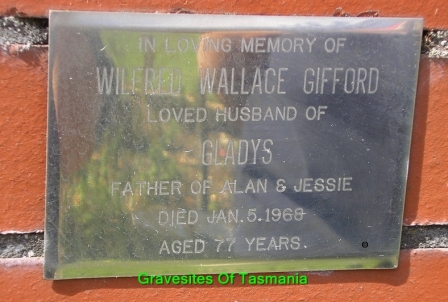 IN LOVING MEMORY OF
WILFRED WALLACE GIFFORD
LOVED HUSBAND OF
GLADYS
FATHER OF ALAN & JESSIE
DIED JAN. 5. 1968
AGED 77 YEARS.
Gravesites Of Tasmania